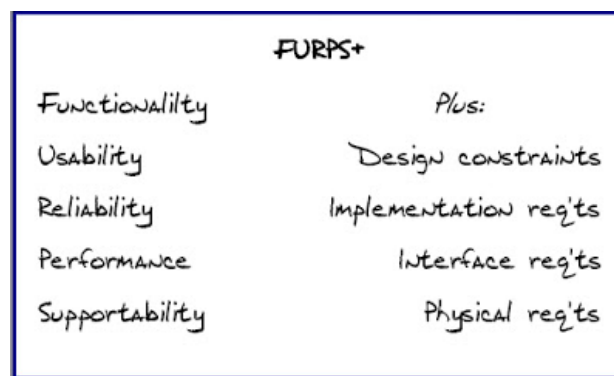 FURPS+
Functionalilty Plus:
Usability Design constraints
Reliability Implementation req'ts
Performance Interface req'ts
Supportability Physical req'ts